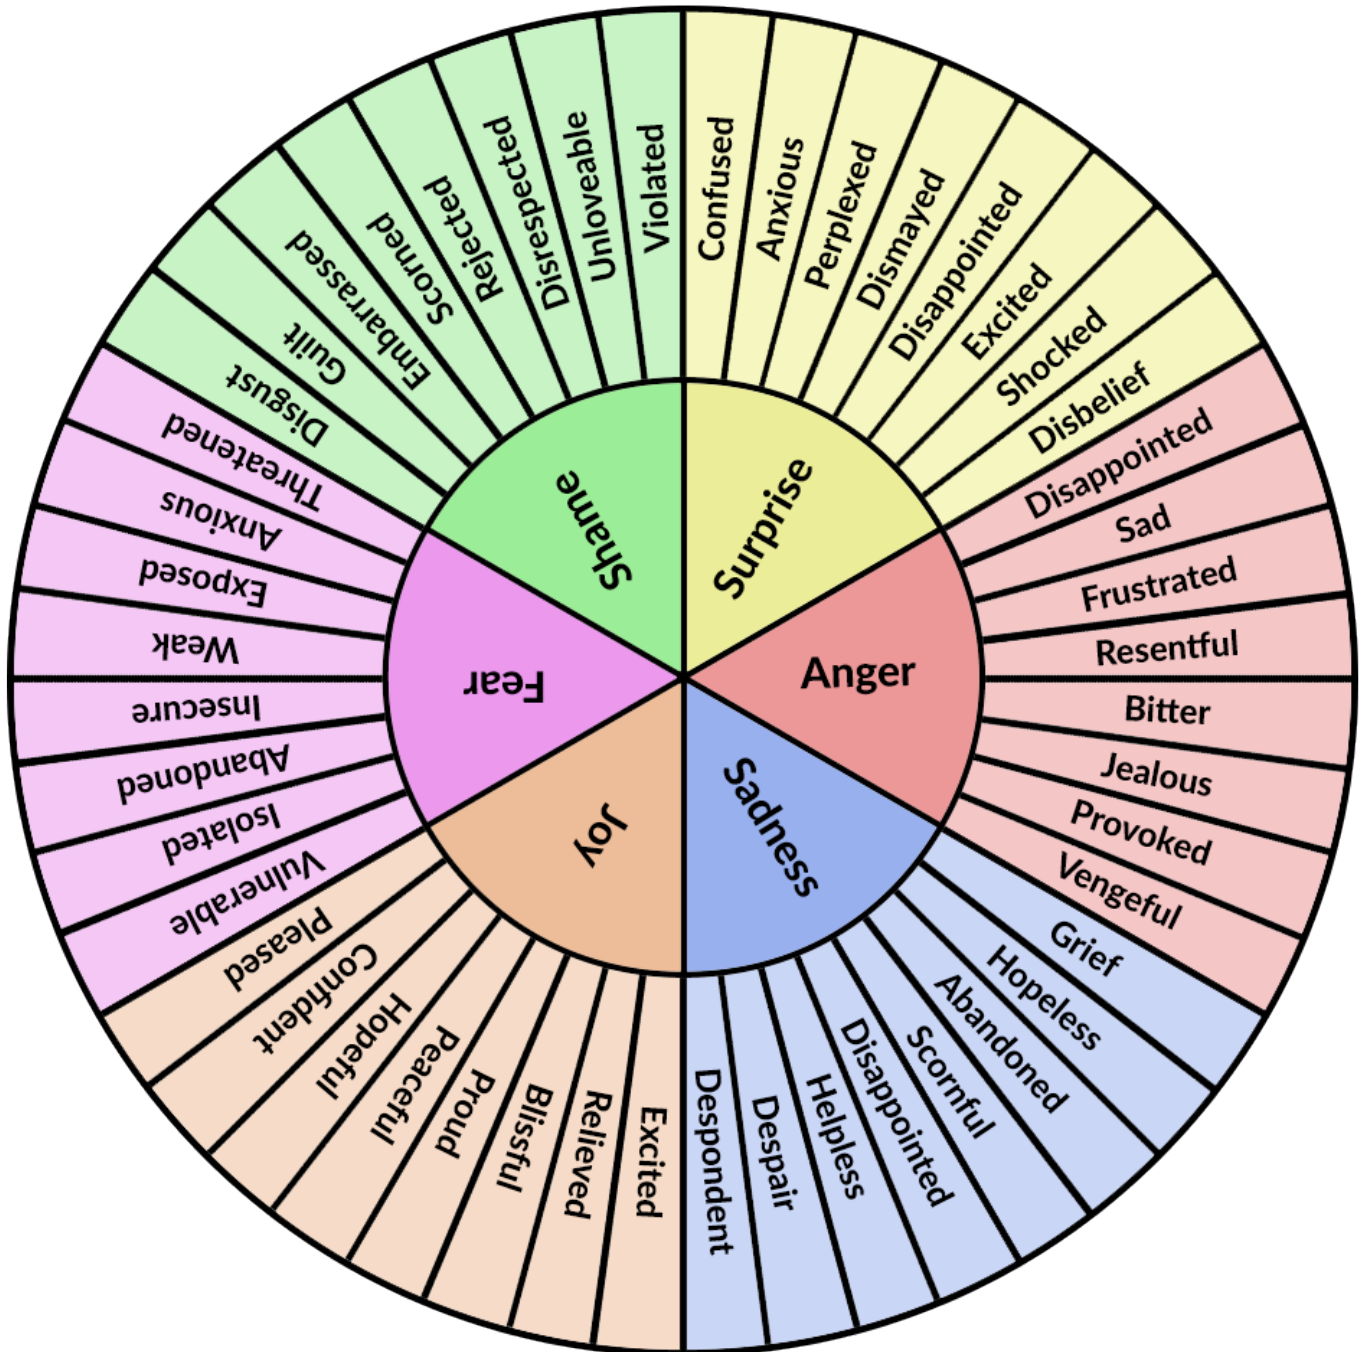 Surprise
Confused
Anxious
Perplexed
Dismayed
Disappointed
Excited
Shocked
Disbelief
Anger
Disappointed
Sad
Frustrated
Resentful
Bitter
Jealous
Provoked
Vengeful
Sadness
Grief
Hopeless
Abandoned
Scornful
Disappointed
Helpless
Despair
Despondent
Joy
Excited
Relieved
Blissful
Proud
Peaceful
Hopeful
Confident
Pleased
Fear
Vulnerable
Isolated
Abandoned
Insecure
Weak
Exposed
Anxious
Threatened
Shame
Disgust
Guilt
Embarrassed
Scorned
Rejected
Disrespected
Unloveable
Violated